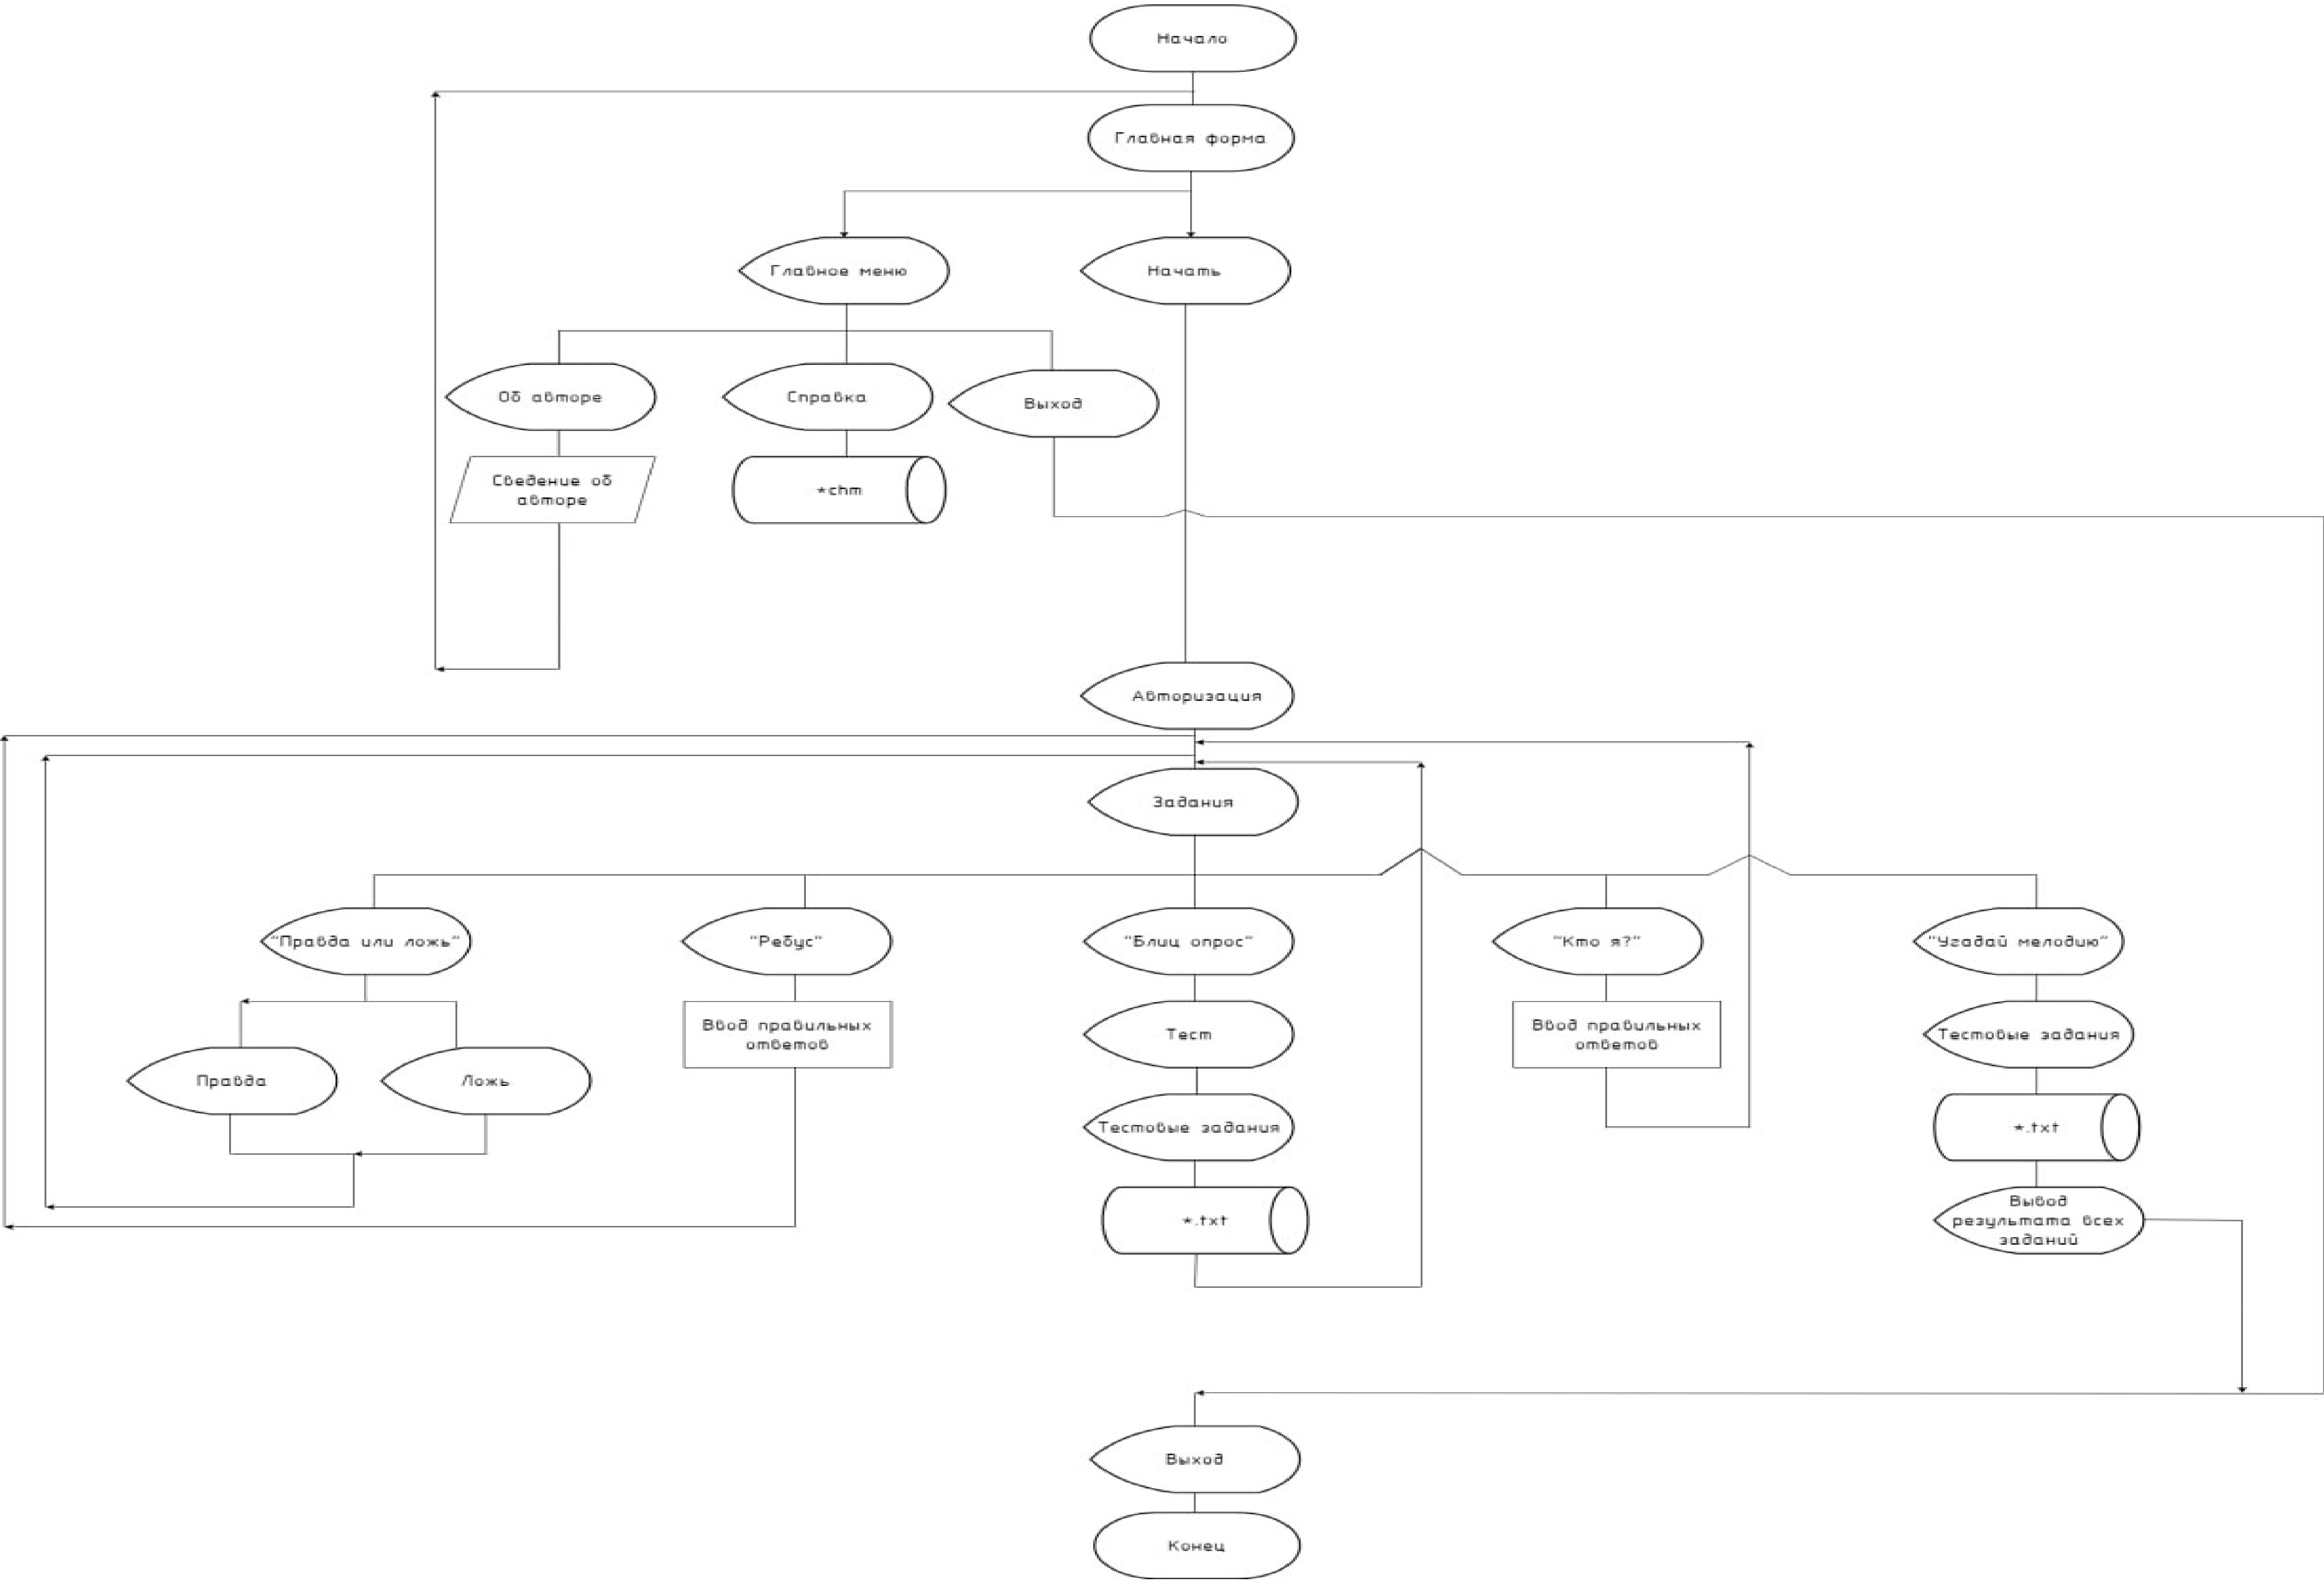 Начало
Главная форма
Главное меню
Начать
Об авторе
Справка
Выход
Сведение об
авторе
*chm
Авторизация
Задания
"Правда или ложь"
"Ребус"
"Блиц опрос"
"Кто я?"
"Угадай мелодию"
Ввод правильных
ответов
Тест
Ввод правильных
ответов
Тестовые задания
Правда
Ложь
Тестовые задания
*.txt
*.txt
Вывод
результата всех
заданий
Выход
Конец